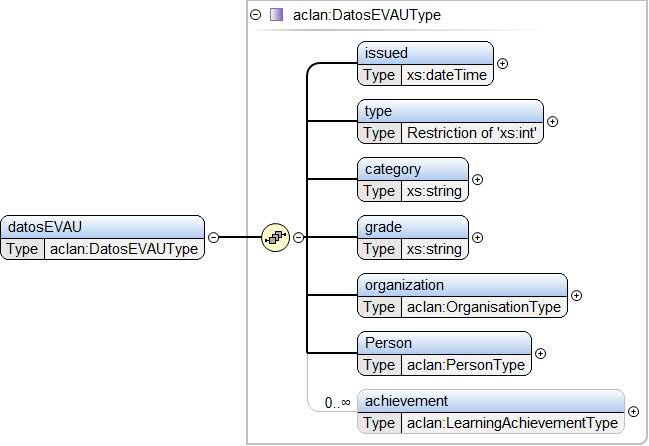 aclan:DatosEVAUType
issued
Type xs:dateTime
type
Type Restriction of 'xs:int'
category
Type xs:string
datosEVAU
Type aclan:DatosEVAUType
grade
Type xs:string
organization
Type aclan:OrganisationType
Person
Type aclan:PersonType
0..∞
achievement
Type aclan:LearningAchievementType